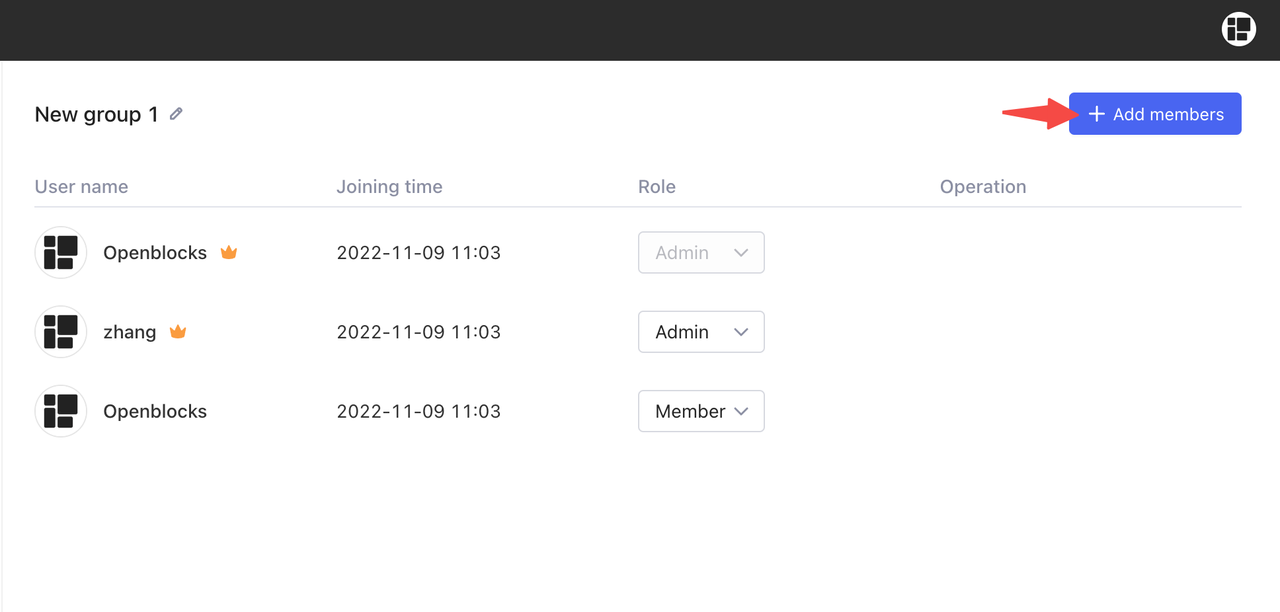 New group 1
+ Add members
User name Joining time Role Operation
Openblocks 2022-11-09 11:03 Admin
zhang 2022-11-09 11:03 Admin
Openblocks 2022-11-09 11:03 Member